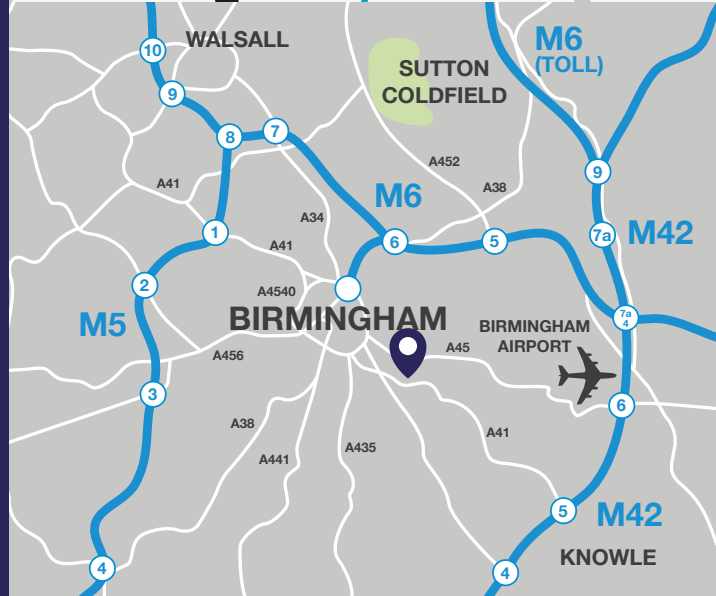 10
WALSALL
M6
(TOLL)
SUTTON
COLDFIELD
9
8
7
A452
9
A41
A38
M6
A34
1
A41
6
5
7a
M42
2
A4540
M5
BIRMINGHAM
7a
4
BIRMINGHAM
AIRPORT
A456
A45
3
6
A38
A441
A435
A41
5
M42
4
4
KNOWLE